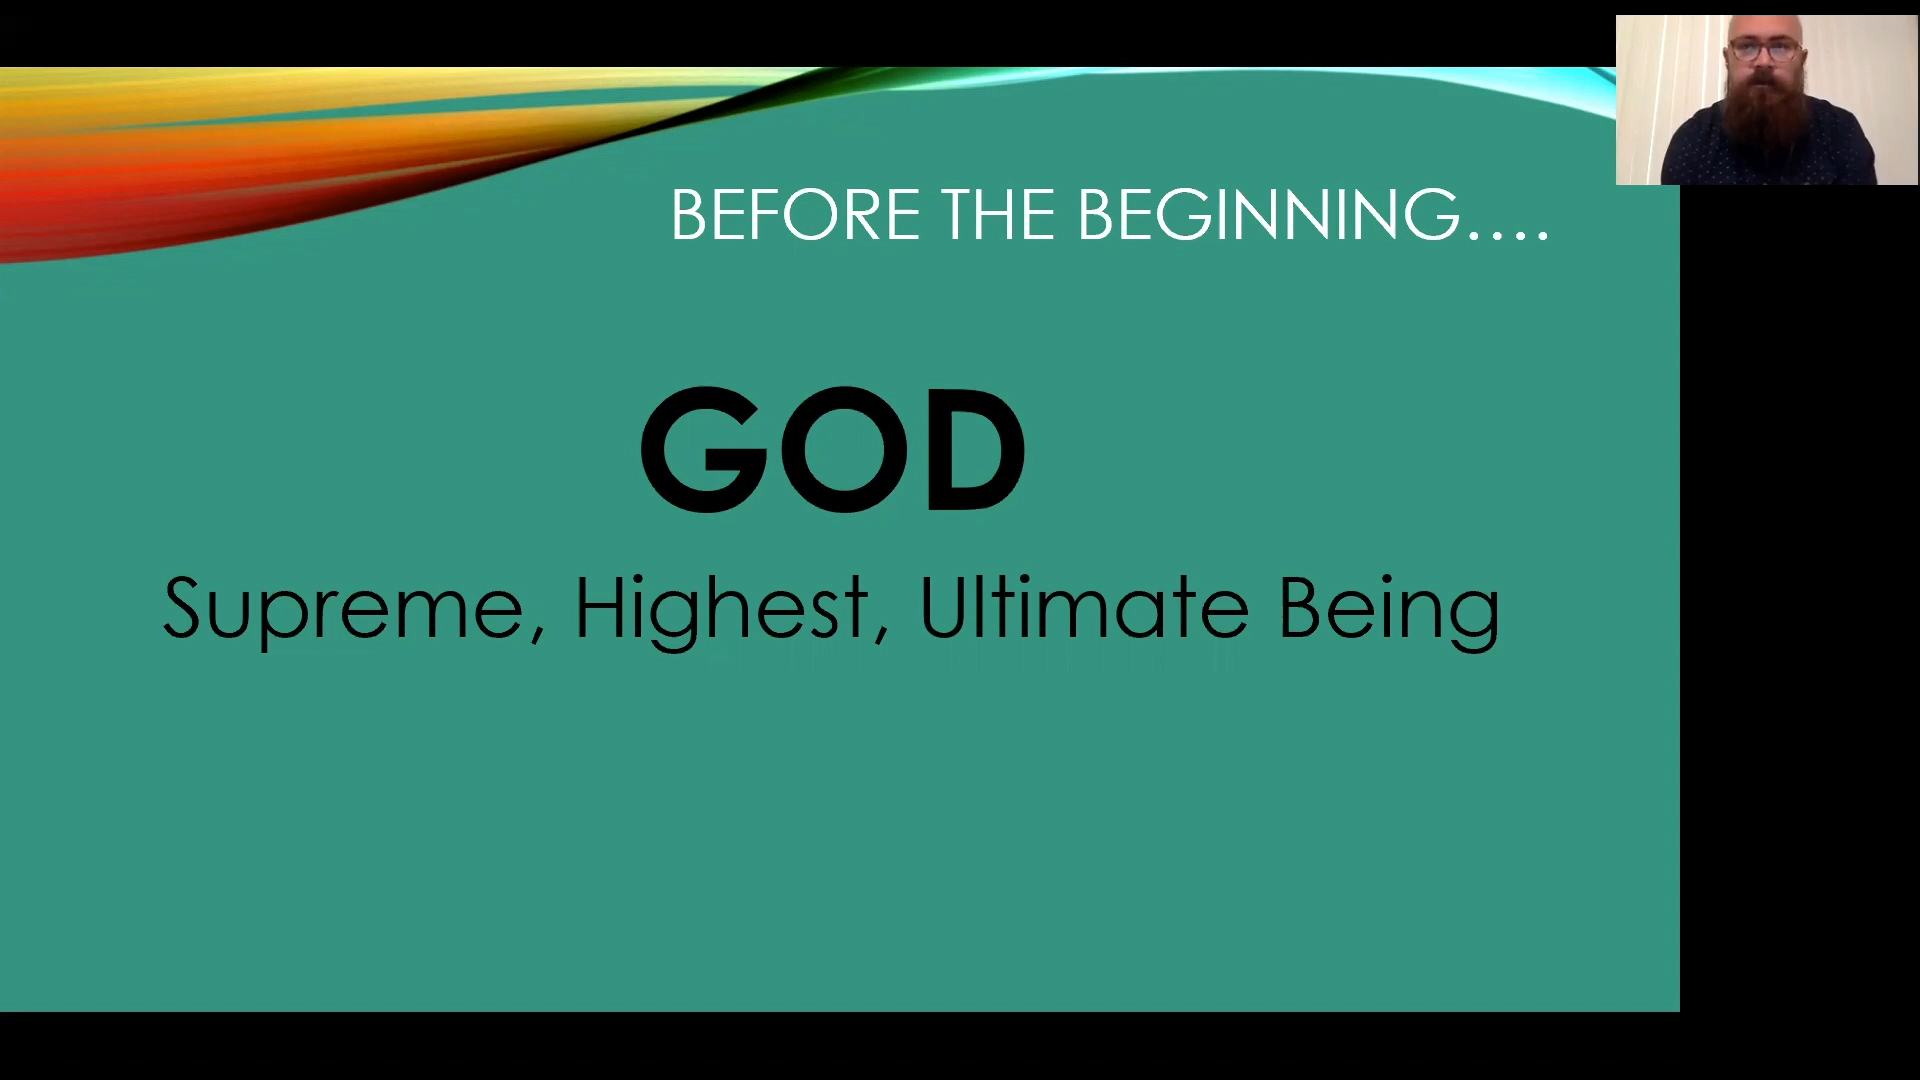 BEFORE THE BEGINNING....
GOD
Supreme, Highest, Ultimate Being